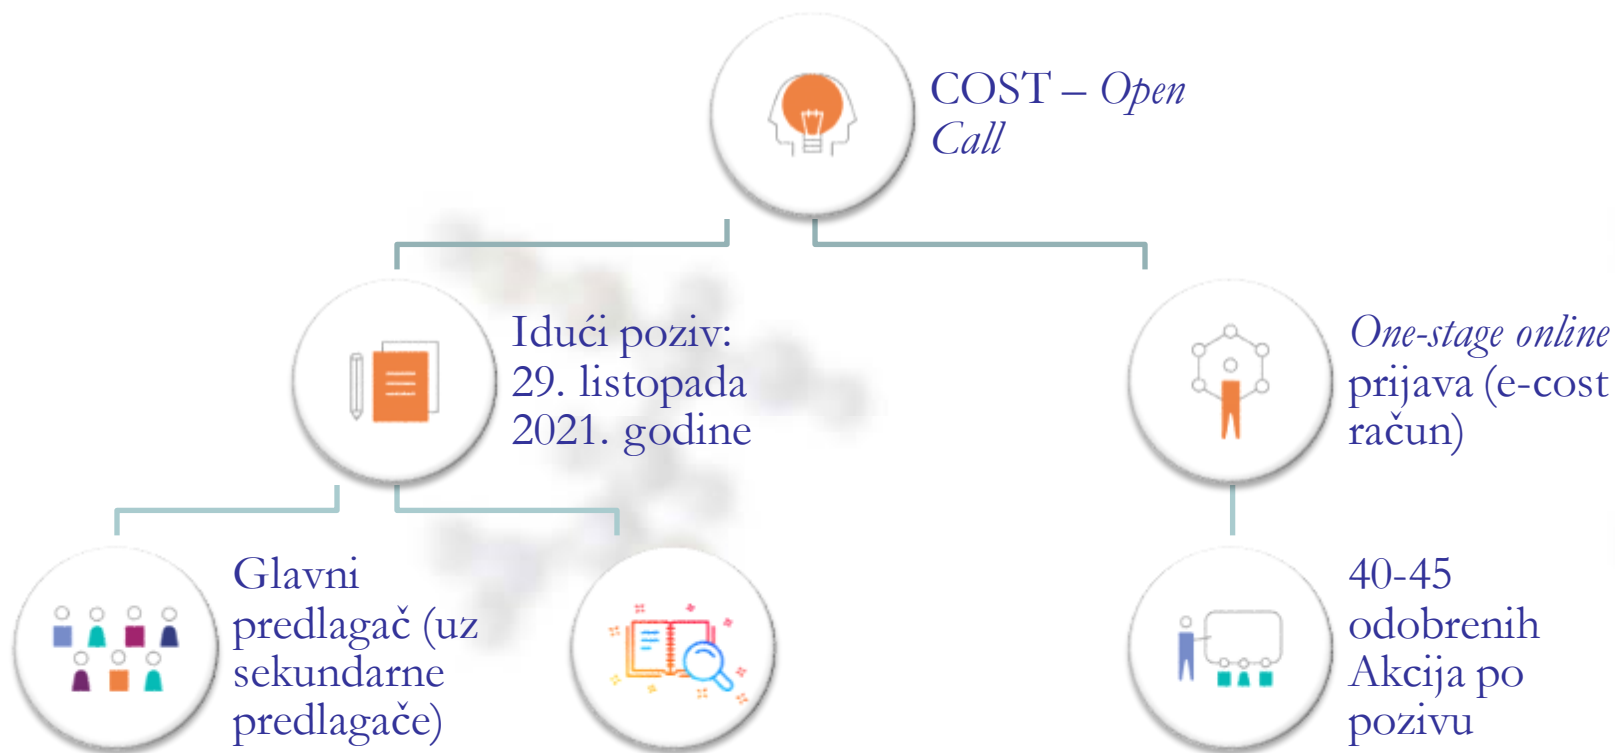 COST – Open
Call
Idući poziv:
29. listopada
2021. godine
One-stage online
prijava (e-cost
račun)
Glavni
predlagač (uz
sekundarne
predlagače)
40-45
odobrenih
Akcija po
pozivu